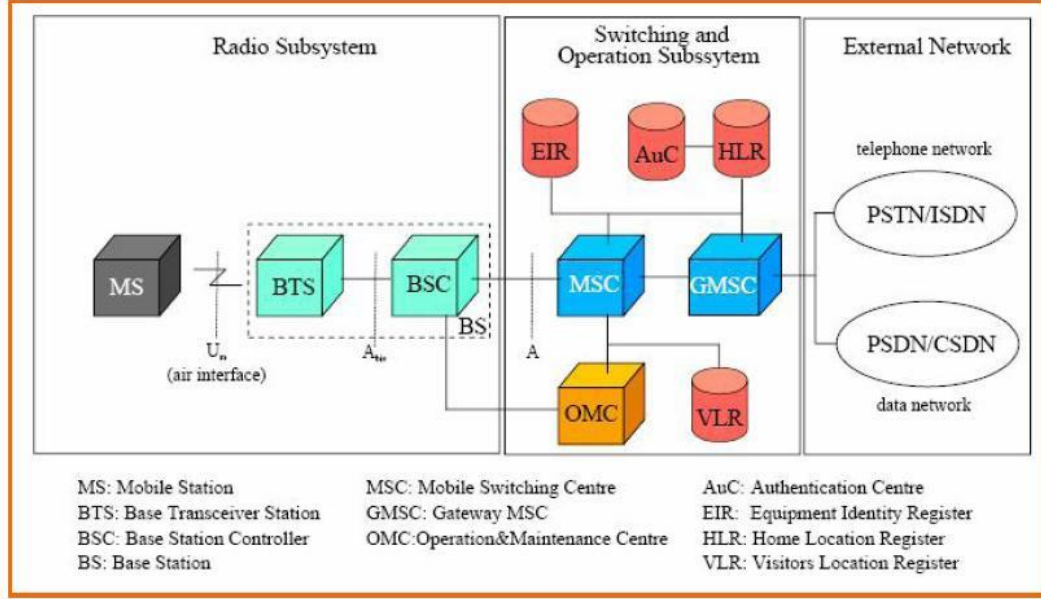 Radio Subsystem
Switching and
Operation Subssytem
External Network
EIR
AuC
HLR
telephone network
PSTN/ISDN
MS
BTS
BSC
BS
MSC
GMSC
Um
(air interface)
Abis
A
PSDN/CSDN
data network
OMC
VLR
MS: Mobile Station
BTS: Base Transceiver Station
BSC: Base Station Controller
BS: Base Station
MSC: Mobile Switching Centre
GMSC: Gateway MSC
OMC:Operation&Maintenance Centre
AuC: Authentication Centre
EIR: Equipment Identity Register
HLR: Home Location Register
VLR: Visitors Location Register